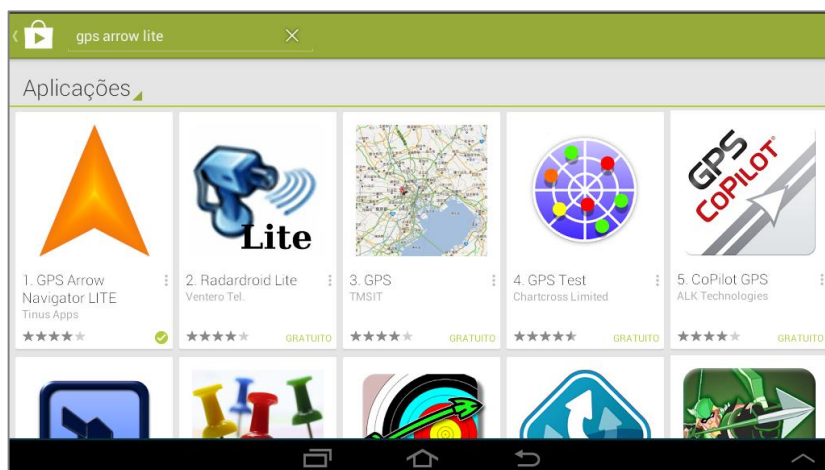 gps arrow lite
Aplicações
Lite
GPS
COPILOT
1. GPS Arrow
Navigator LITE
Tinus Apps
2. Radardroid Lite
Ventero Tel.
GRATUITO
3. GPS
TMSIT
GRATUITO
4. GPS Test
Chartcross Limited
GRATUITO
5. CoPilot GPS
ALK Technologies
GRATUITO